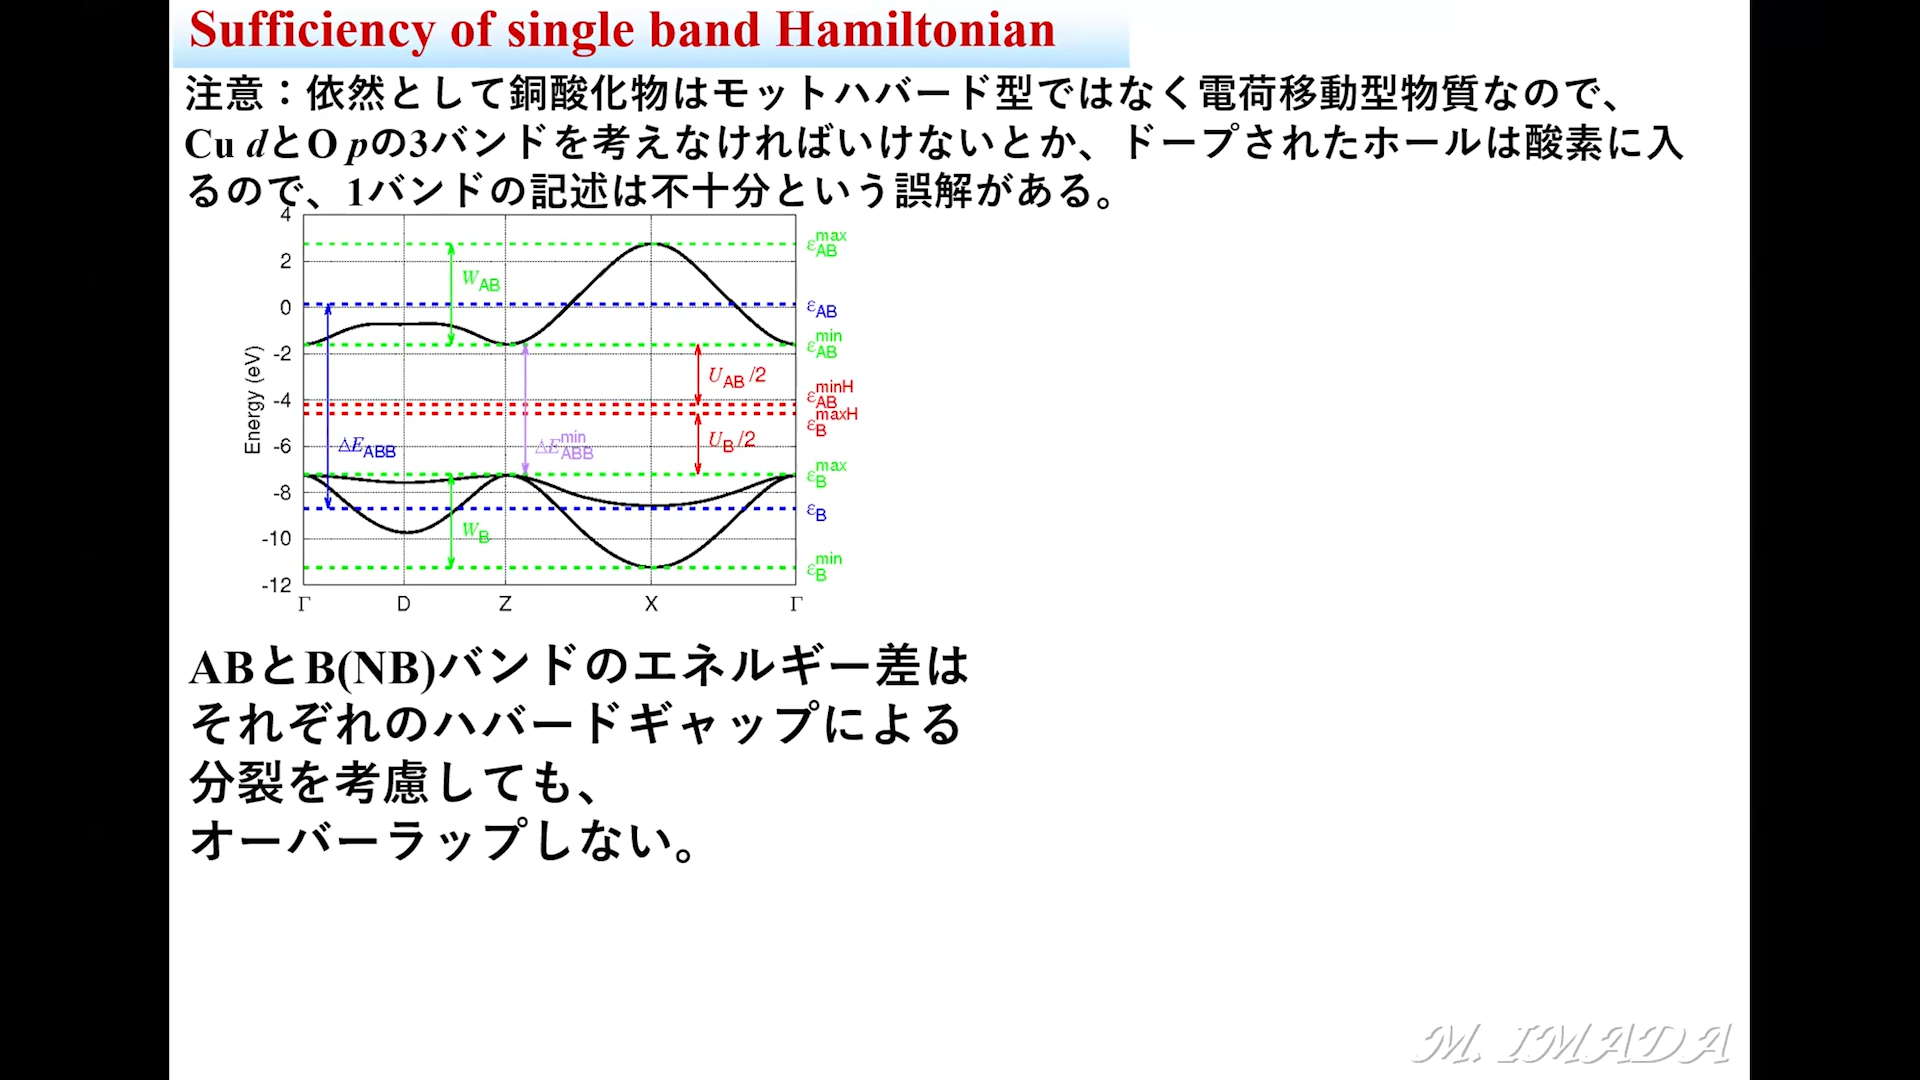 Sufficiency of single band Hamiltonian
注意：依然として銅酸化物はモットハバード型ではなく電荷移動型物質なので、
Cu dとO pの3バンドを考えなければいけないとか、ドープされたホールは酸素に入
るので、1バンドの記述は不十分という誤解がある。
4
2
0
-2
-4
-6
-8
-10
-12
Energy (eV)
Γ D Z X Γ
W_AB
ΔE_ABB
ΔE_ABB^min
U_AB/2
U_B/2
W_B
ε_AB^max
ε_AB
ε_AB^min
ε_AB^minH
ε_B^maxH
ε_B^max
ε_B
ε_B^min
ABとB(NB)バンドのエネルギー差は
それぞれのハバードギャップによる
分裂を考慮しても、
オーバーラップしない。
M. IMADA